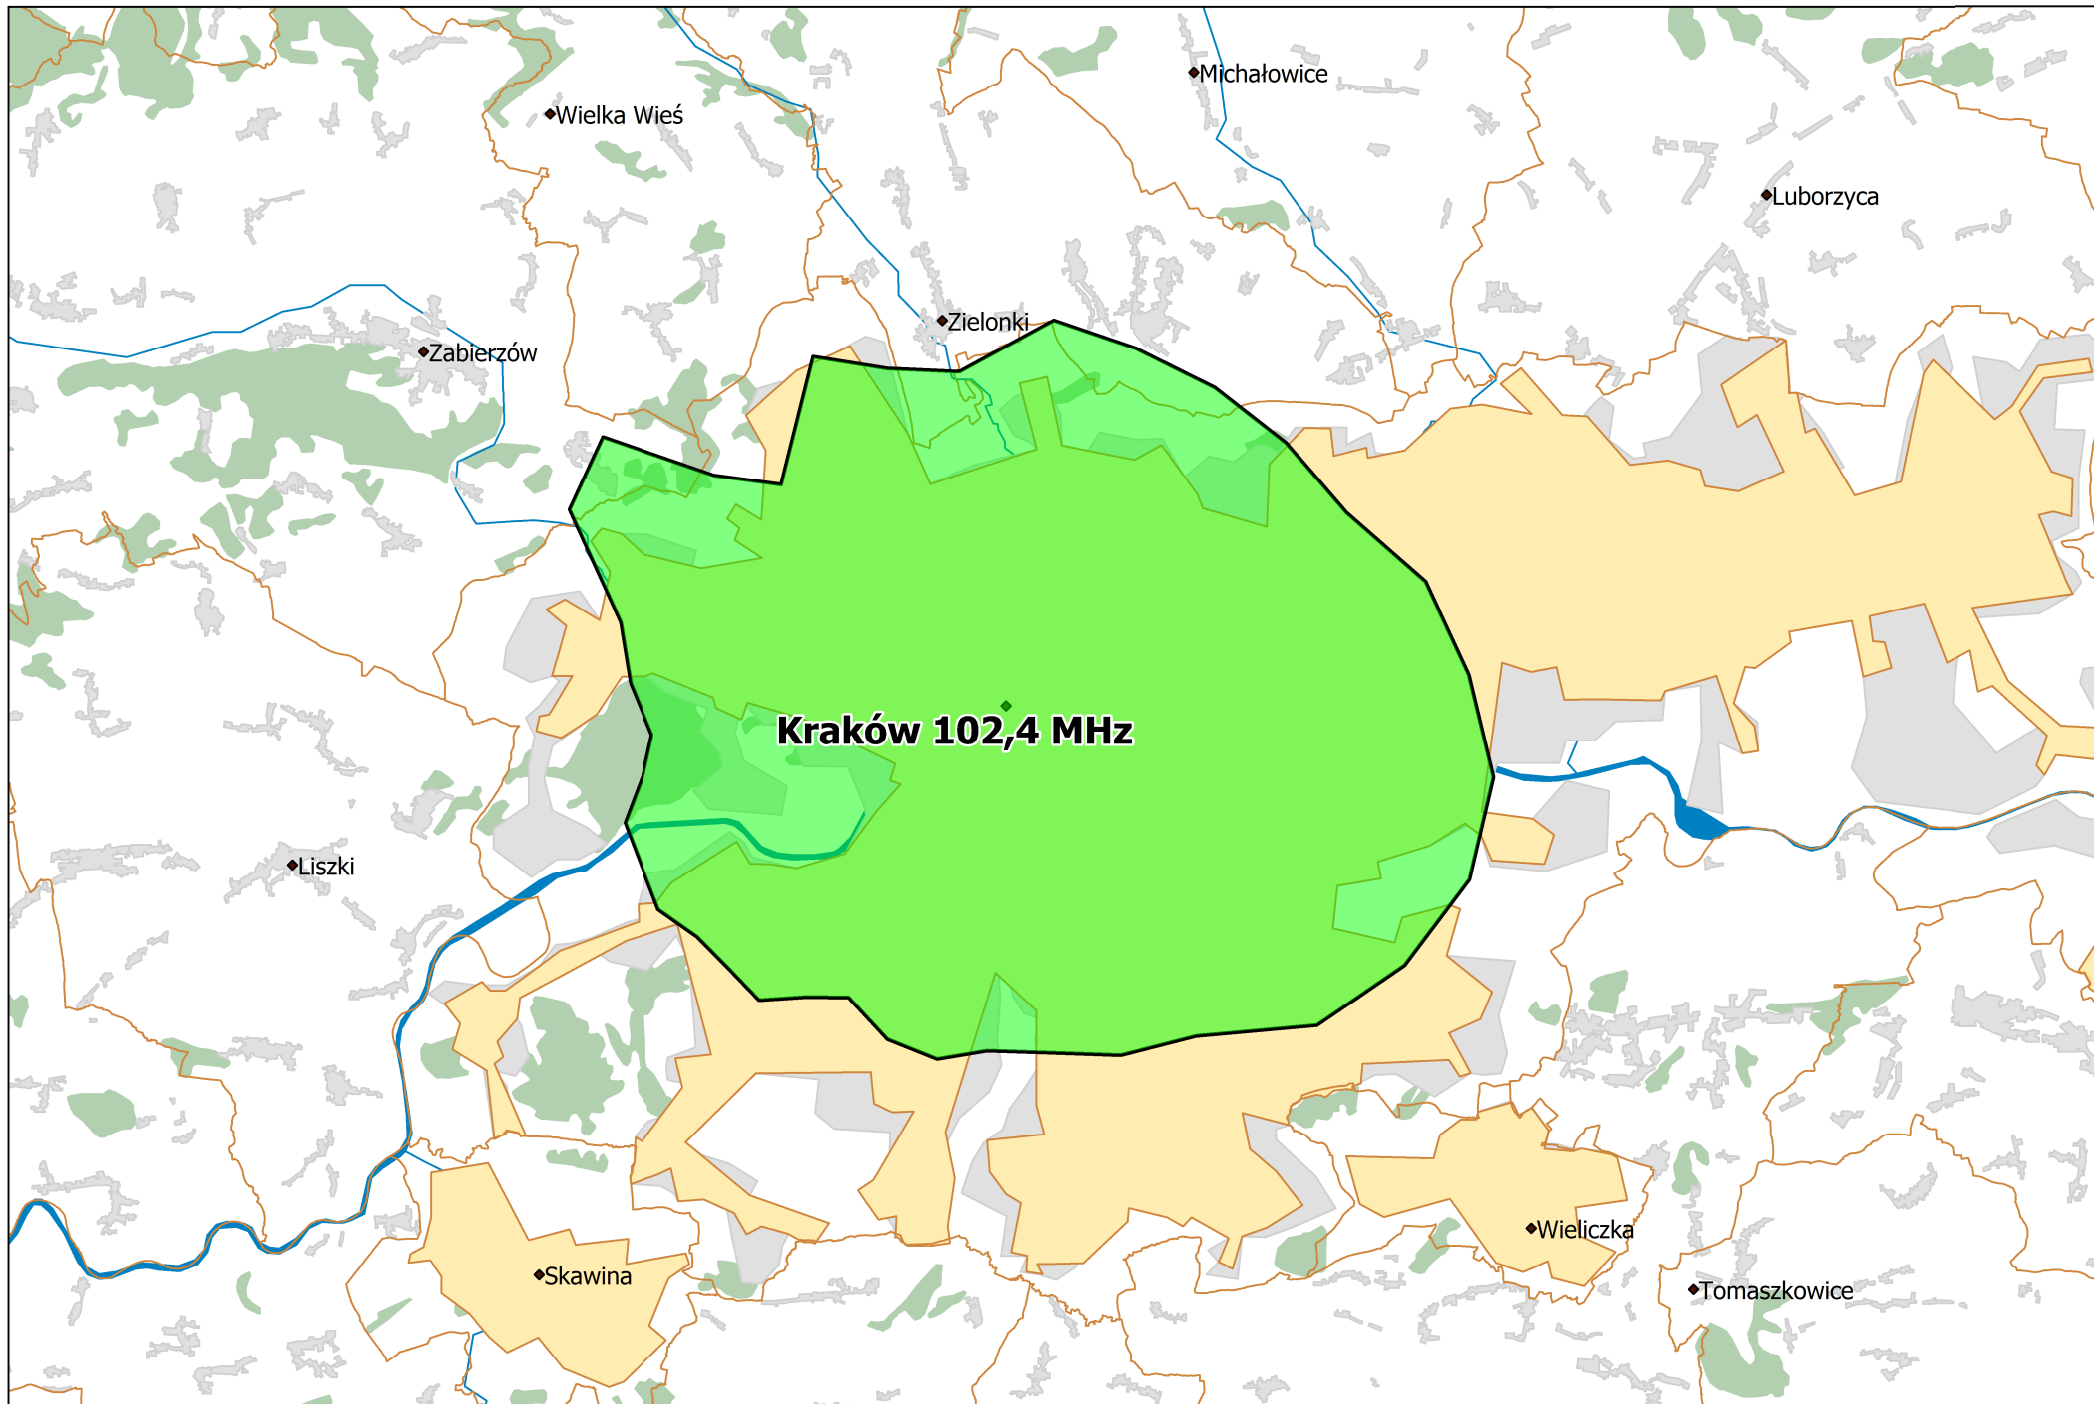 Michałowice
Wielka Wieś
Luborzyca
Zielonki
Zabierzów
Kraków 102,4 MHz
Liszki
Wieliczka
Skawina
Tomaszkowice